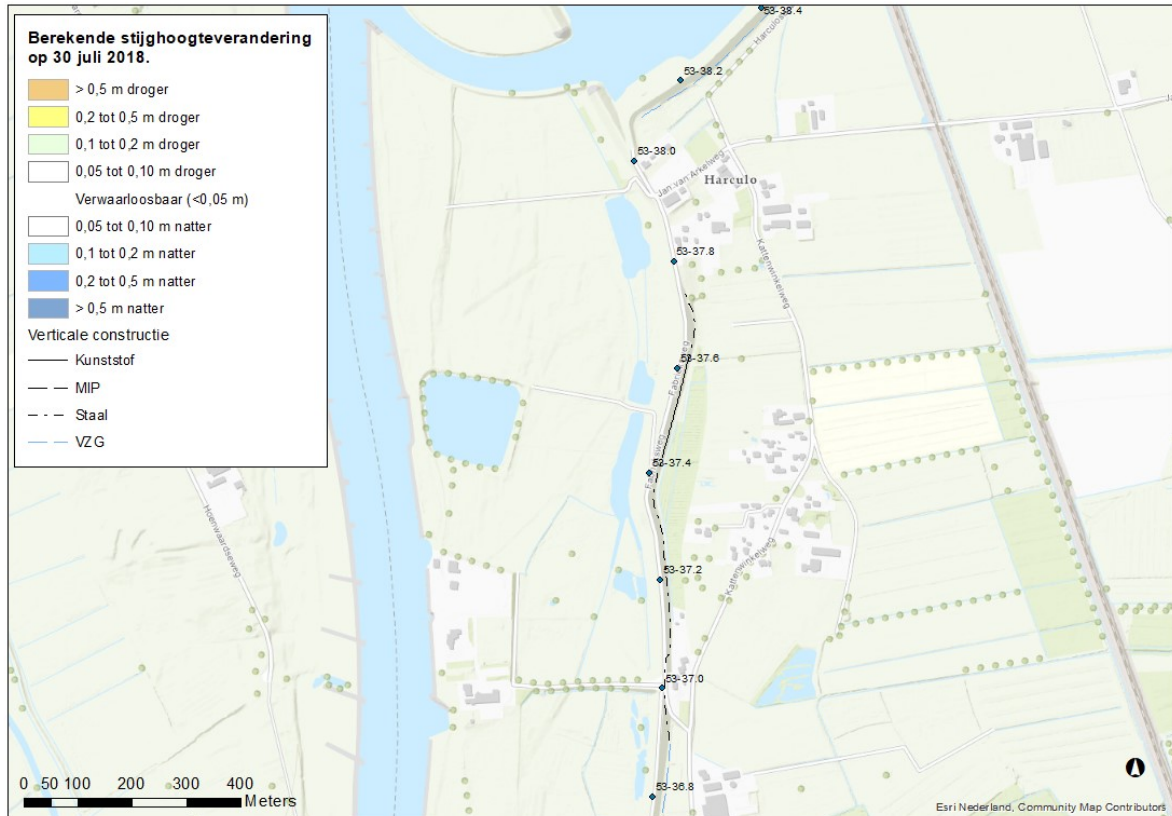 Berekende stijghoogteverandering
op 30 juli 2018.
> 0,5 m droger
0,2 tot 0,5 m droger
0,1 tot 0,2 m droger
0,05 tot 0,10 m droger
Verwaarloosbaar (<0,05 m)
0,05 tot 0,10 m natter
0,1 tot 0,2 m natter
0,2 tot 0,5 m natter
> 0,5 m natter
Verticale constructie
Kunststof
MIP
Staal
VZG
53-38.4
53-38.2
53-38.0
Jan van Arkelweg
Harculo
53-37.8
Kattenwinkelweg
53-37.6
53-37.4
Hoenwaardseweg
53-37.2
Kattenwinkelweg
53-37.0
53-36.8
0 50 100 200 300 400
Meters
Esri Nederland, Community Map Contributors